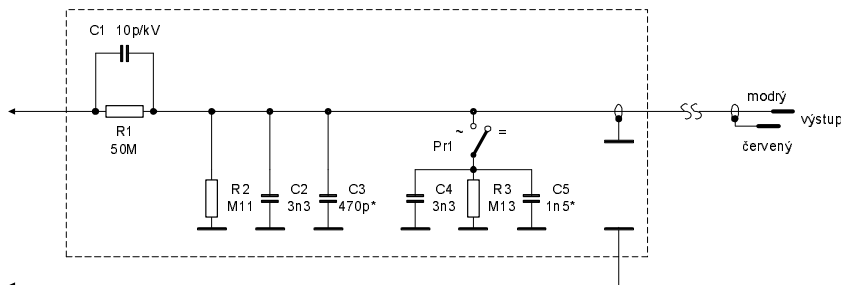 C1 10p/kV
R1
50M
modrý
výstup
červený
~
=
Pr1
R2
M11
C2
3n3
C3
470p*
C4
3n3
R3
M13
C5
1n5*